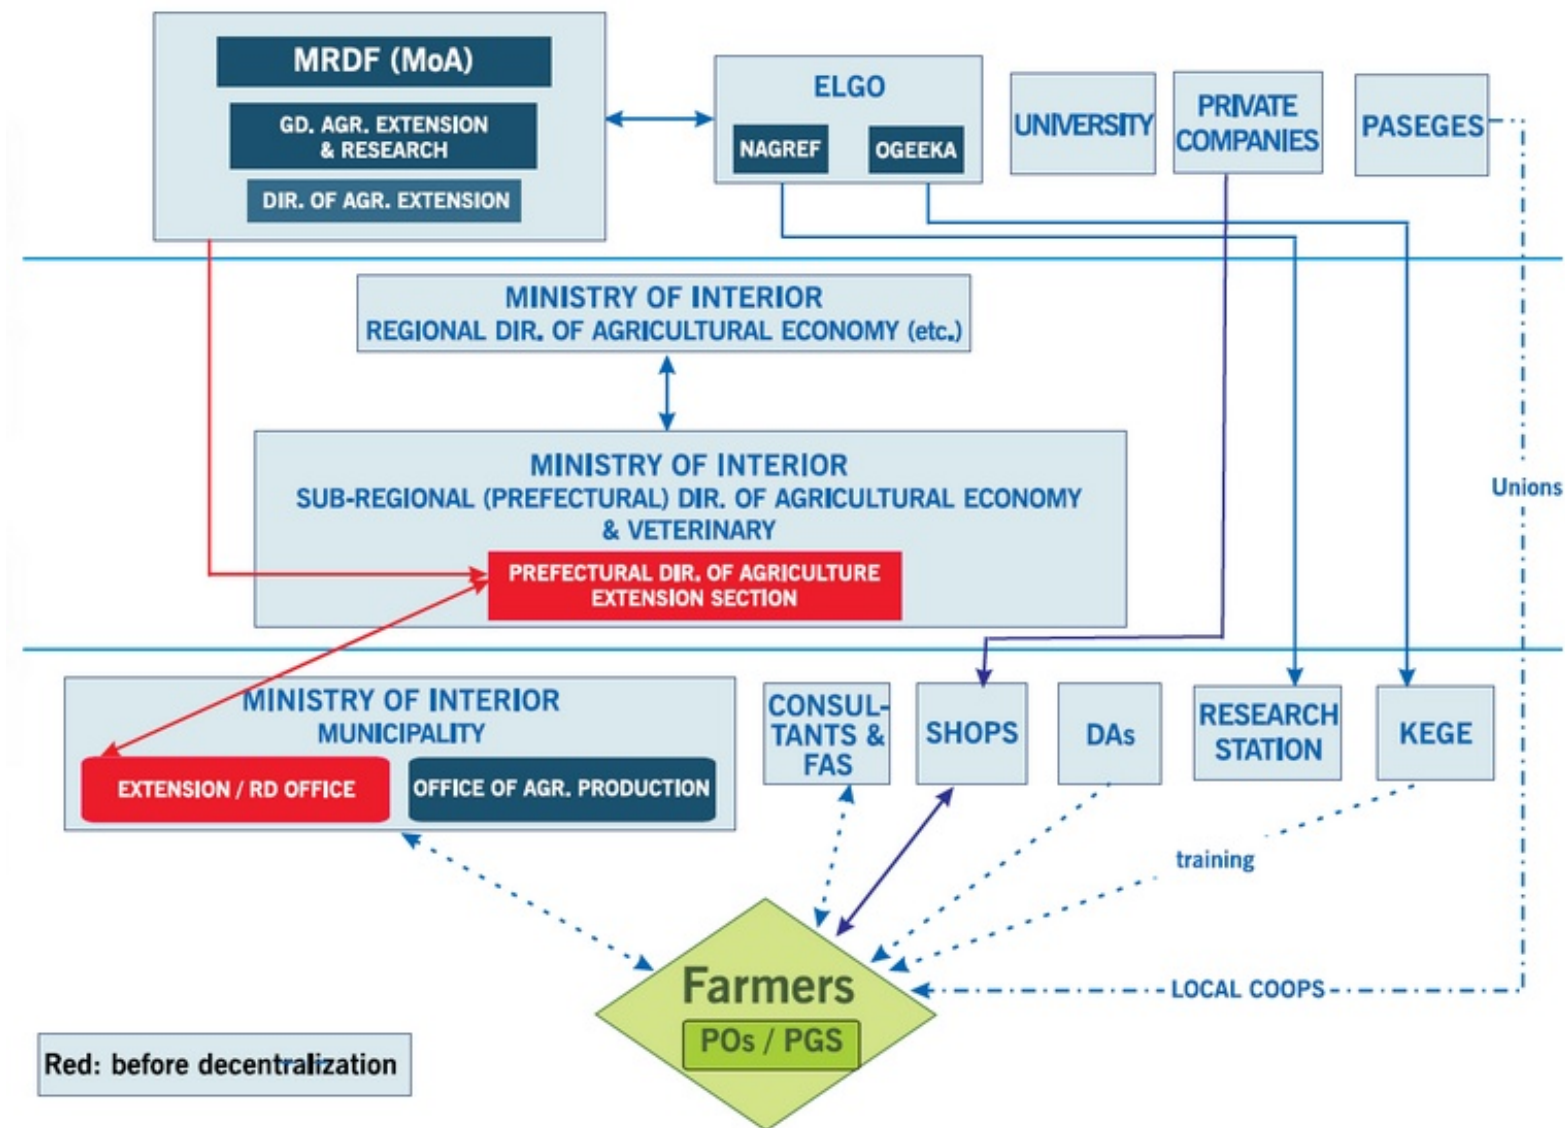 MRDF (MoA)
GD. AGR. EXTENSION
& RESEARCH
DIR. OF AGR. EXTENSION
ELGO
NAGREF
OGEEKA
UNIVERSITY
PRIVATE
COMPANIES
PASEGES
MINISTRY OF INTERIOR
REGIONAL DIR. OF AGRICULTURAL ECONOMY (etc.)
MINISTRY OF INTERIOR
SUB-REGIONAL (PREFECTURAL) DIR. OF AGRICULTURAL ECONOMY
& VETERINARY
PREFECTURAL DIR. OF AGRICULTURE
EXTENSION SECTION
Unions
MINISTRY OF INTERIOR
MUNICIPALITY
EXTENSION / RD OFFICE
OFFICE OF AGR. PRODUCTION
CONSUL-
TANTS &
FAS
SHOPS
DAs
RESEARCH
STATION
KEGE
training
LOCAL COOPS
Farmers
POs / PGS
Red: before decentralization